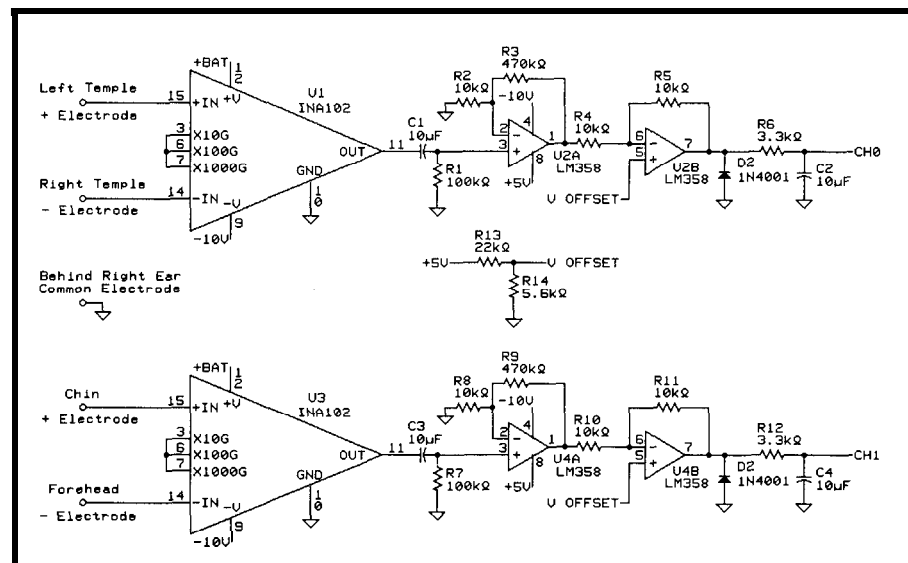 +BAT
1
2
Left Temple
+ Electrode
15
+IN
+V
U1
INA102
3
X10G
6
X100G
7
X1000G
OUT
11
C1
10µF
Right Temple
- Electrode
14
-IN
-V
9
-10V
GND
1
0
R1
100kΩ
R2
10kΩ
R3
470kΩ
-10V
4
2
-
3
+
1
8
+5V
U2A
LM358
R4
10kΩ
R5
10kΩ
6
-
5
+
7
U2B
LM358
V OFFSET
D2
1N4001
R6
3.3kΩ
C2
10µF
CH0
Behind Right Ear
Common Electrode
R13
22kΩ
+5V
V OFFSET
R14
5.6kΩ
+BAT
1
2
Chin
+ Electrode
15
+IN
+V
U3
INA102
3
X10G
6
X100G
7
X1000G
OUT
11
C3
10µF
Forehead
- Electrode
14
-IN
-V
9
-10V
GND
1
0
R7
100kΩ
R8
10kΩ
R9
470kΩ
-10V
4
2
-
3
+
1
8
+5V
U4A
LM358
R10
10kΩ
R11
10kΩ
6
-
5
+
7
U4B
LM358
V OFFSET
D2
1N4001
R12
3.3kΩ
C4
10µF
CH1